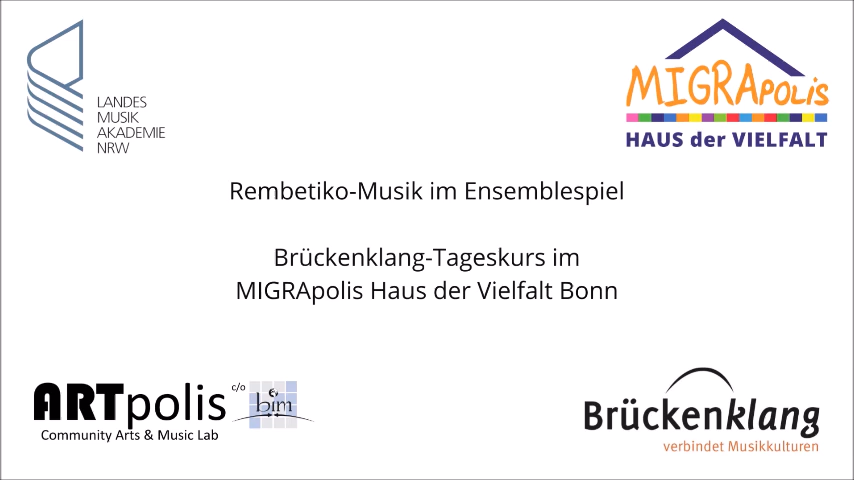 LANDES
MUSIK
AKADEMIE
NRW
MIGRApolis
HAUS der VIELFALT
Rembetiko-Musik im Ensemblespiel
Brückenklang-Tageskurs im
MIGRApolis Haus der Vielfalt Bonn
ARTpolis c/o bim
Community Arts & Music Lab
Brückenklang
verbindet Musikkulturen